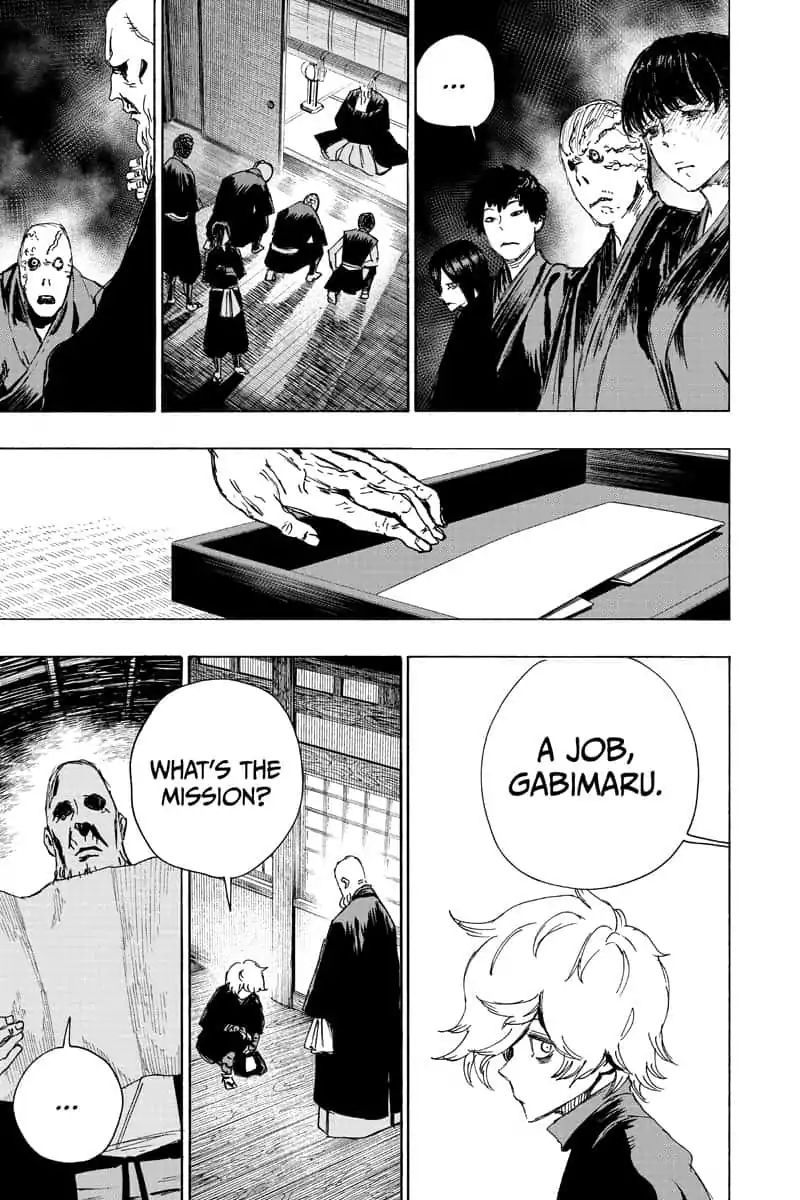 ...
A JOB,
GABIMARU.
WHAT'S THE
MISSION?
...